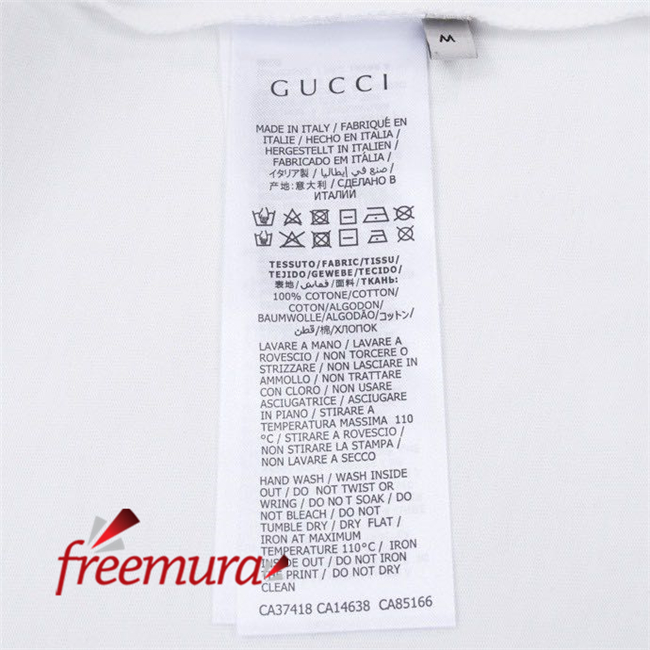 M
GUCCI
MADE IN ITALY / FABRIQUÉ EN
ITALIE / HECHO EN ITALIA /
HERGESTELLT IN ITALIEN /
FABRICADO EM ITÀLIA /
イタリア製 / صنع في إيطاليا /
产地:意大利 / СДЕЛАНО В
ИТАЛИИ
TESSUTO/FABRIC/TISSU/
TEJIDO/GEWEBE/TECIDO/
表地/قماش/面料/ТКАНЬ:
100% COTONE/COTTON/
COTON/ALGODON/
BAUMWOLLE/ALGODÃO/コットン/
قطن/棉/ХЛОПОК
LAVARE A MANO / LAVARE A
ROVESCIO / NON TORCERE O
STRIZZARE / NON LASCIARE IN
AMMOLLO / NON TRATTARE
CON CLORO / NON USARE
ASCIUGATRICE / ASCIUGARE
IN PIANO / STIRARE A
TEMPERATURA MASSIMA 110
°C / STIRARE A ROVESCIO /
NON STIRARE LA STAMPA /
NON LAVARE A SECCO
HAND WASH / WASH INSIDE
OUT / DO NOT TWIST OR
WRING / DO NOT SOAK / DO
NOT BLEACH / DO NOT
TUMBLE DRY / DRY FLAT /
IRON AT MAXIMUM
TEMPERATURE 110°C / IRON
INSIDE OUT / DO NOT IRON
THE PRINT / DO NOT DRY
CLEAN
CA37418 CA14638 CA85166
freemura